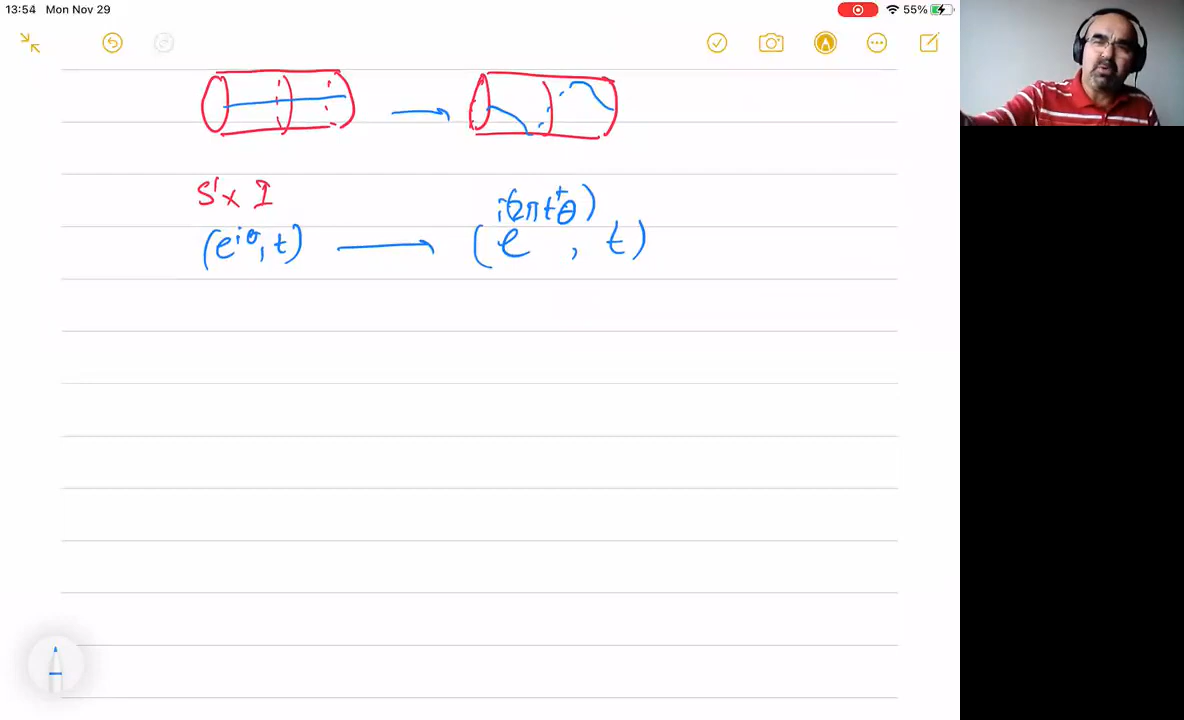 13:54 Mon Nov 29 55%
S¹ × I
(e^{iθ}, t) ⟶ (e^{i(2πt+θ)}, t)